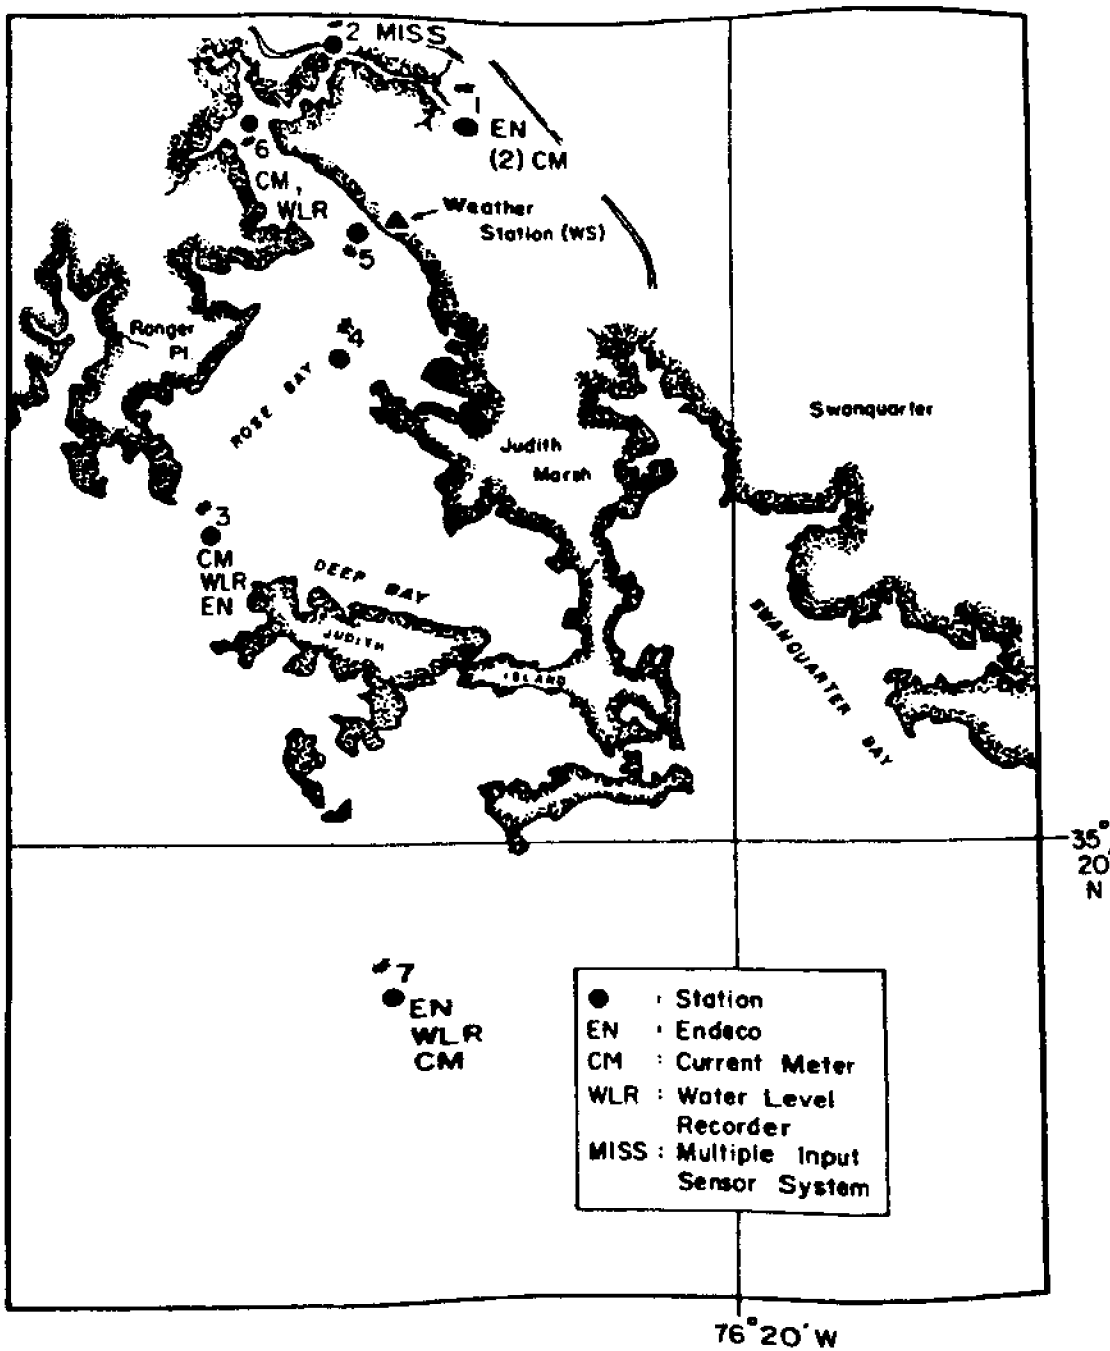 #2 MISS
#1
EN
(2) CM
#6
CM,
WLR
Weather
Station (WS)
#5
#4
Ranger
Pt.
ROSE BAY
Swanquarter
Judith
Marsh
#3
CM
WLR
EN
DEEP BAY
JUDITH
ISLAND
SWANQUARTER BAY
35°
20'
N
#7
EN
WLR
CM
● : Station
EN : Endeco
CM : Current Meter
WLR : Water Level
Recorder
MISS : Multiple Input
Sensor System
76°20'W